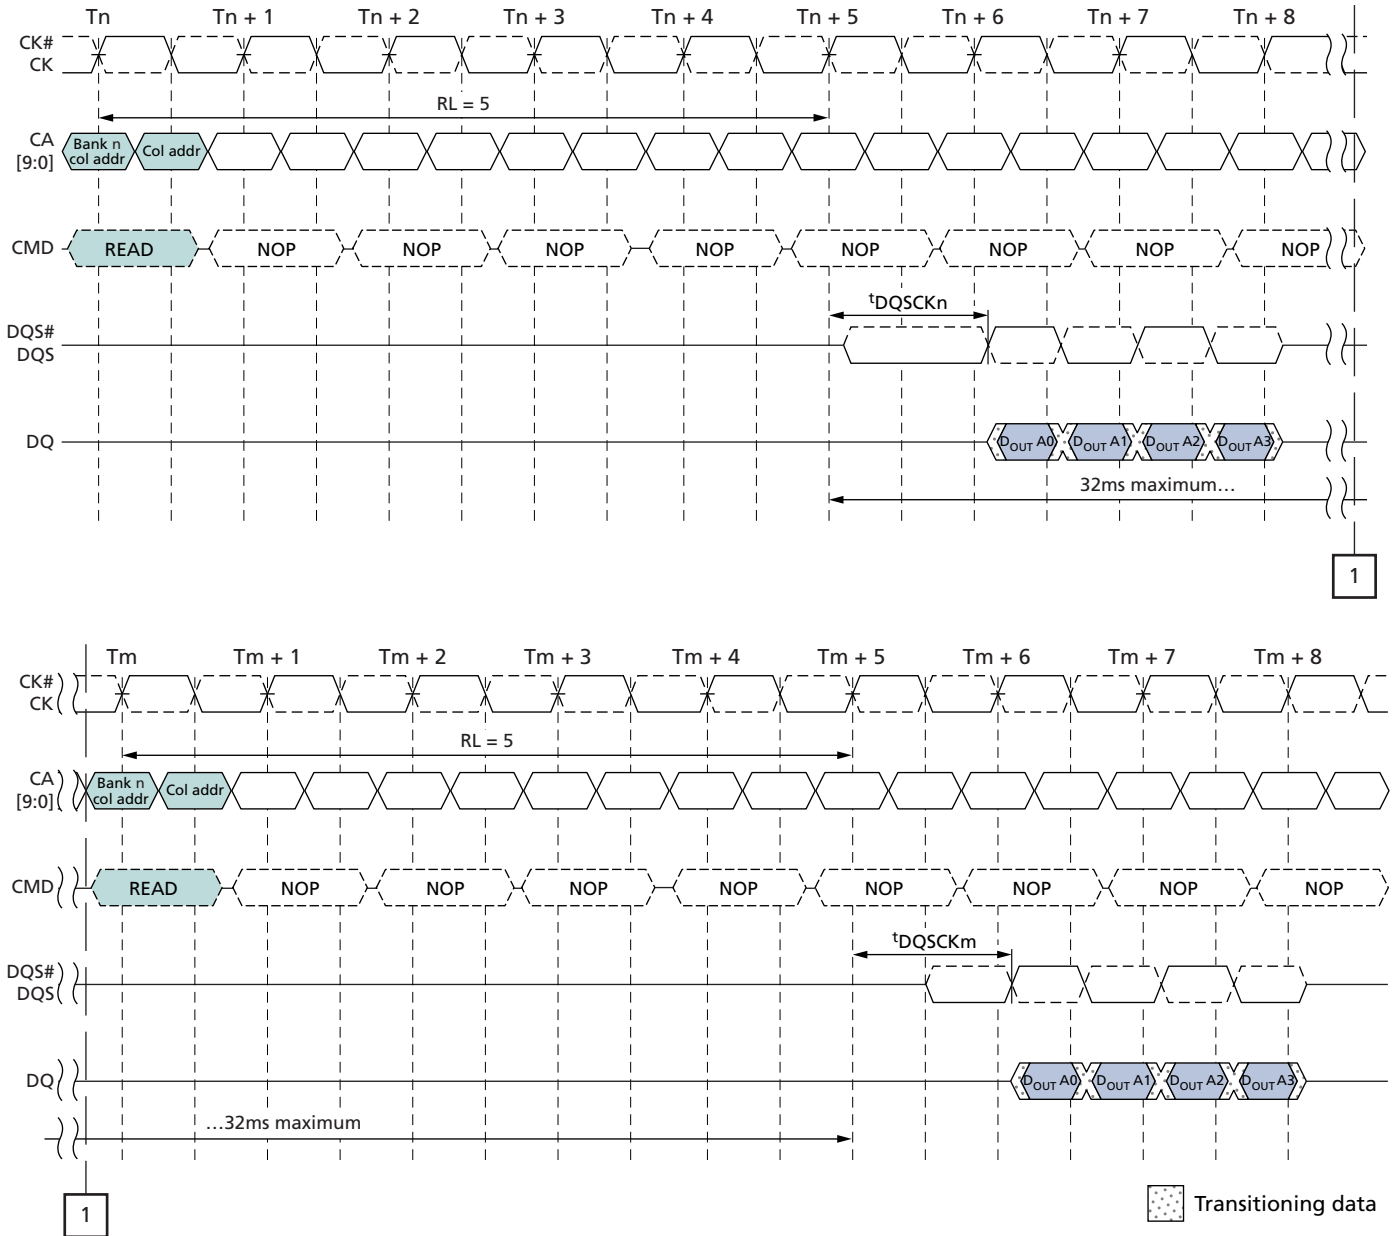 Tn Tn + 1 Tn + 2 Tn + 3 Tn + 4 Tn + 5 Tn + 6 Tn + 7 Tn + 8
CK#
CK
RL = 5
CA
[9:0]
Bank n
col addr
Col addr
CMD READ NOP NOP NOP NOP NOP NOP NOP NOP
tDQSCKn
DQS#
DQS
DQ DOUT A0 DOUT A1 DOUT A2 DOUT A3
32ms maximum…
1
Tm Tm + 1 Tm + 2 Tm + 3 Tm + 4 Tm + 5 Tm + 6 Tm + 7 Tm + 8
CK#
CK
RL = 5
CA
[9:0]
Bank n
col addr
Col addr
CMD READ NOP NOP NOP NOP NOP NOP NOP NOP
tDQSCKm
DQS#
DQS
DQ DOUT A0 DOUT A1 DOUT A2 DOUT A3
…32ms maximum
1
Transitioning data